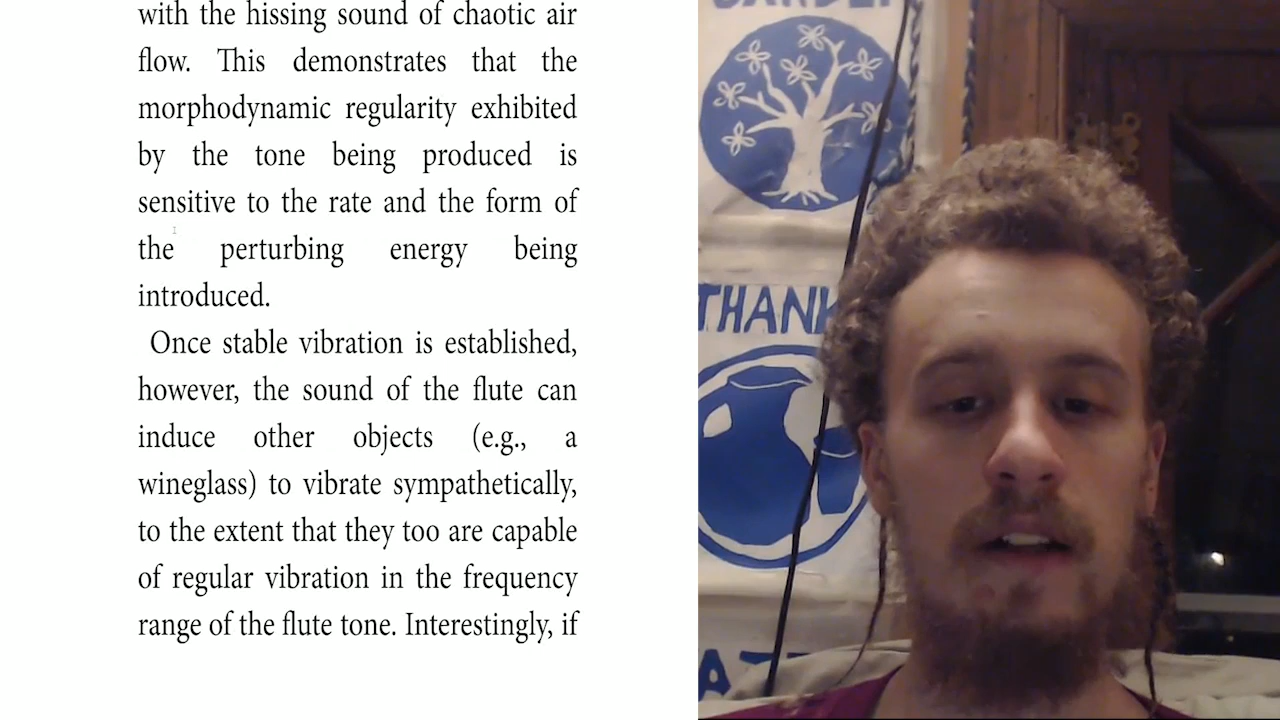 with the hissing sound of chaotic air
flow. This demonstrates that the
morphodynamic regularity exhibited
by the tone being produced is
sensitive to the rate and the form of
the perturbing energy being
introduced.
Once stable vibration is established,
however, the sound of the flute can
induce other objects (e.g., a
wineglass) to vibrate sympathetically,
to the extent that they too are capable
of regular vibration in the frequency
range of the flute tone. Interestingly, if
THANK